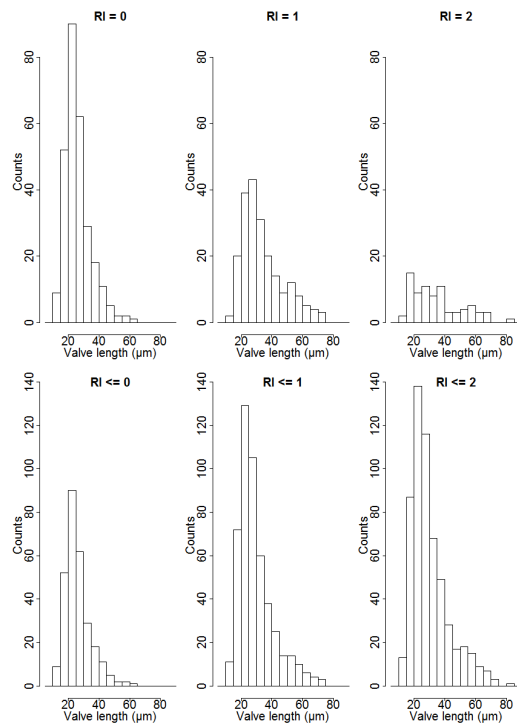 RI = 0
RI = 1
RI = 2
Counts
0 20 40 60 80
20 40 60 80
Valve length (µm)
Counts
0 20 40 60 80
20 40 60 80
Valve length (µm)
Counts
0 20 40 60 80
20 40 60 80
Valve length (µm)
RI <= 0
RI <= 1
RI <= 2
Counts
0 20 40 60 80 100 120 140
20 40 60 80
Valve length (µm)
Counts
0 20 40 60 80 100 120 140
20 40 60 80
Valve length (µm)
Counts
0 20 40 60 80 100 120 140
20 40 60 80
Valve length (µm)